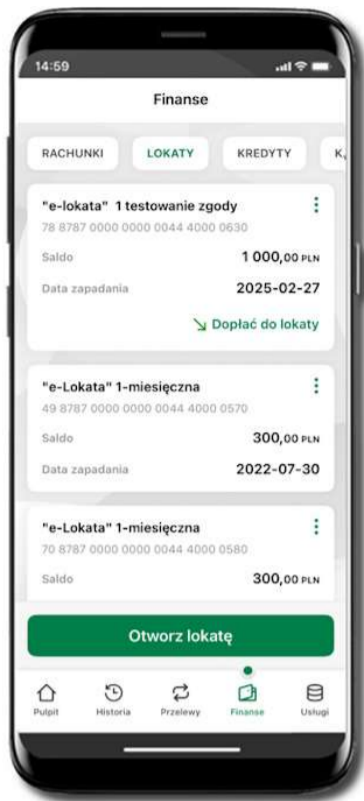 14:59
Finanse
RACHUNKI LOKATY KREDYTY
"e-lokata" 1 testowanie zgody
78 8787 0000 0000 0044 4000 0630
Saldo 1 000,00 PLN
Data zapadania 2025-02-27
Dopłać do lokaty
"e-Lokata" 1-miesięczna
49 8787 0000 0000 0044 4000 0570
Saldo 300,00 PLN
Data zapadania 2022-07-30
"e-Lokata" 1-miesięczna
70 8787 0000 0000 0044 4000 0580
Saldo 300,00 PLN
Otworz lokatę
Pulpit Historia Przelewy Finanse Usługi